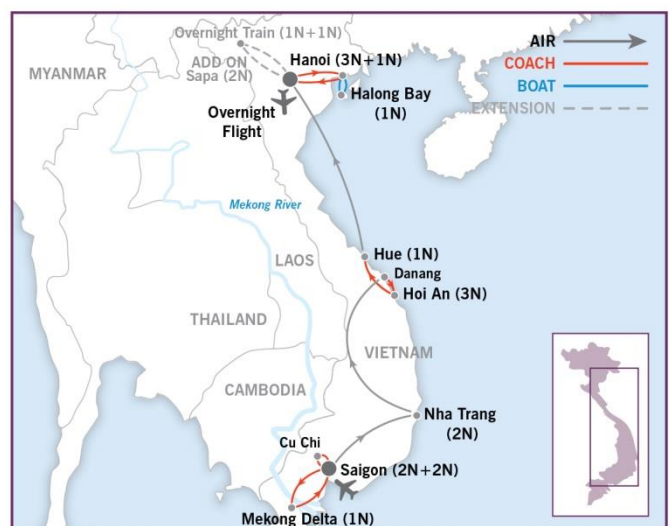 Overnight Train (1N+1N)
ADD ON
Sapa (2N)
Hanoi (3N+1N)
AIR
COACH
BOAT
EXTENSION
MYANMAR
Halong Bay
(1N)
Overnight
Flight
Mekong River
LAOS
Hue (1N)
Danang
Hoi An (3N)
THAILAND
VIETNAM
CAMBODIA
Nha Trang
(2N)
Cu Chi
Saigon (2N+2N)
Mekong Delta (1N)